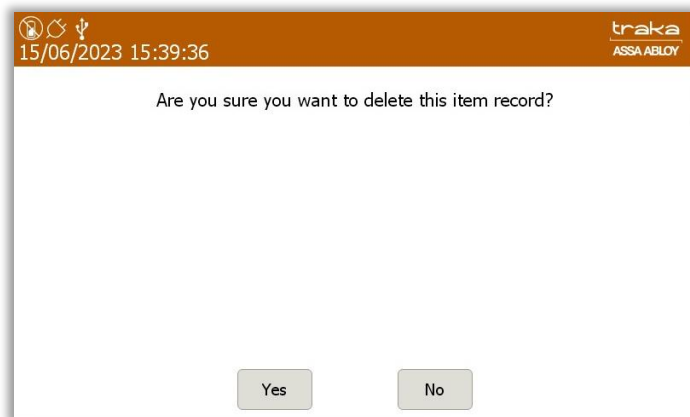 traka
15/06/2023 15:39:36
ASSA ABLOY
Are you sure you want to delete this item record?
Yes
No